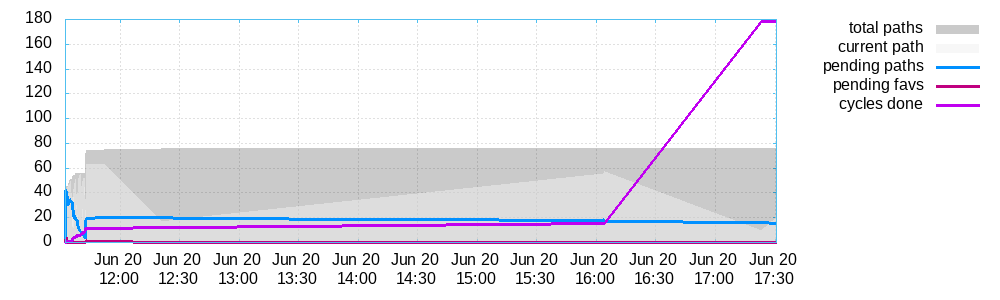 180
160
140
120
100
80
60
40
20
0
Jun 20 Jun 20 Jun 20 Jun 20 Jun 20 Jun 20 Jun 20 Jun 20 Jun 20 Jun 20 Jun 20 Jun 20
12:00 12:30 13:00 13:30 14:00 14:30 15:00 15:30 16:00 16:30 17:00 17:30
total paths
current path
pending paths
pending favs
cycles done